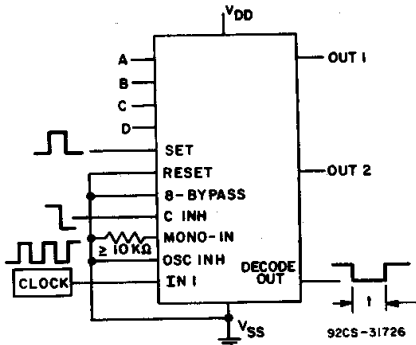 VDD
A
B
C
D
SET
RESET
8-BYPASS
C INH
MONO-IN
≥ 10 KΩ
OSC INH
CLOCK
IN 1
OUT 1
OUT 2
DECODE
OUT
t
VSS
92CS-31726